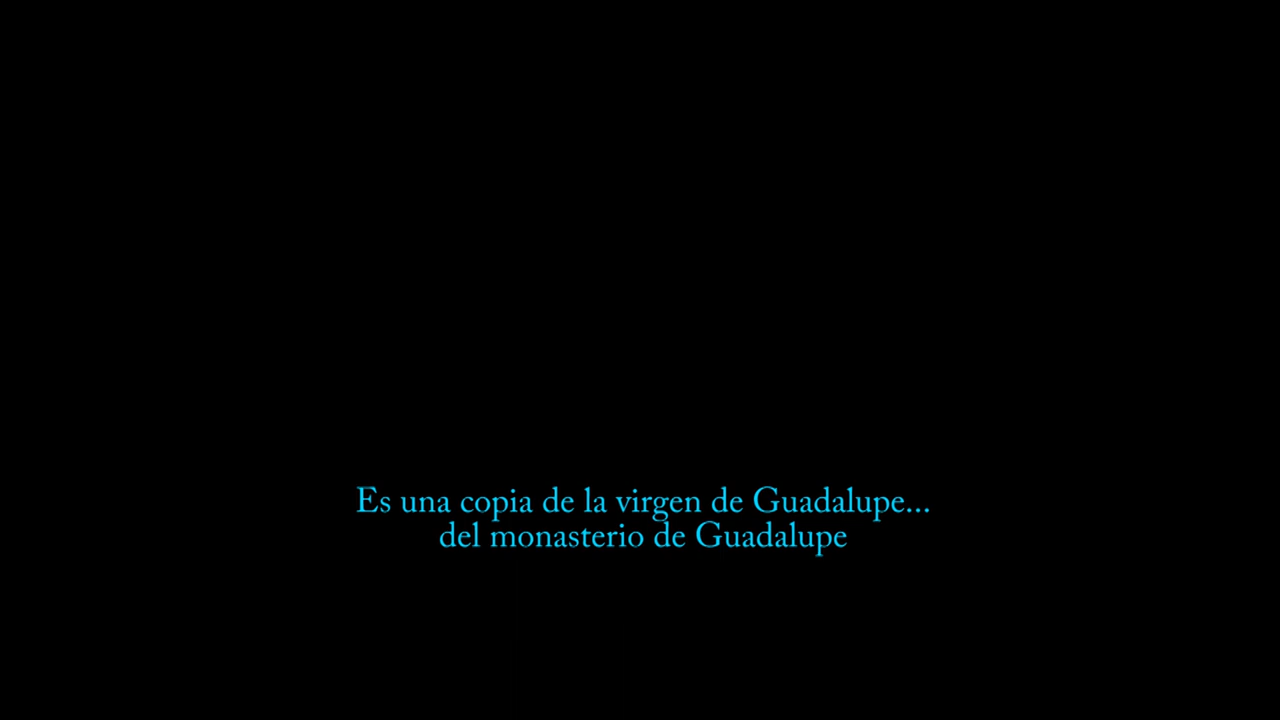 Es una copia de la virgen de Guadalupe...
del monasterio de Guadalupe